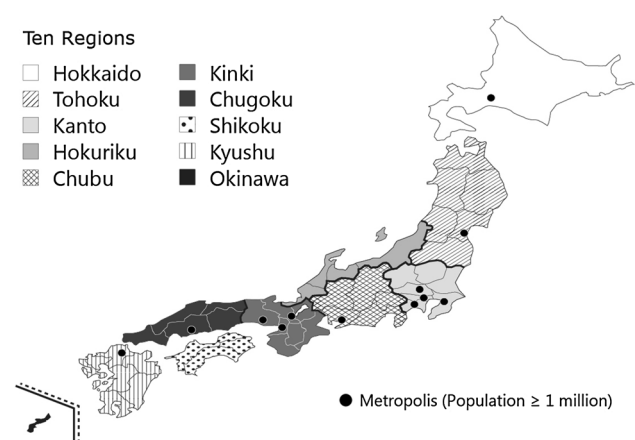 Ten Regions
Hokkaido
Tohoku
Kanto
Hokuriku
Chubu
Kinki
Chugoku
Shikoku
Kyushu
Okinawa
Metropolis (Population ≥ 1 million)